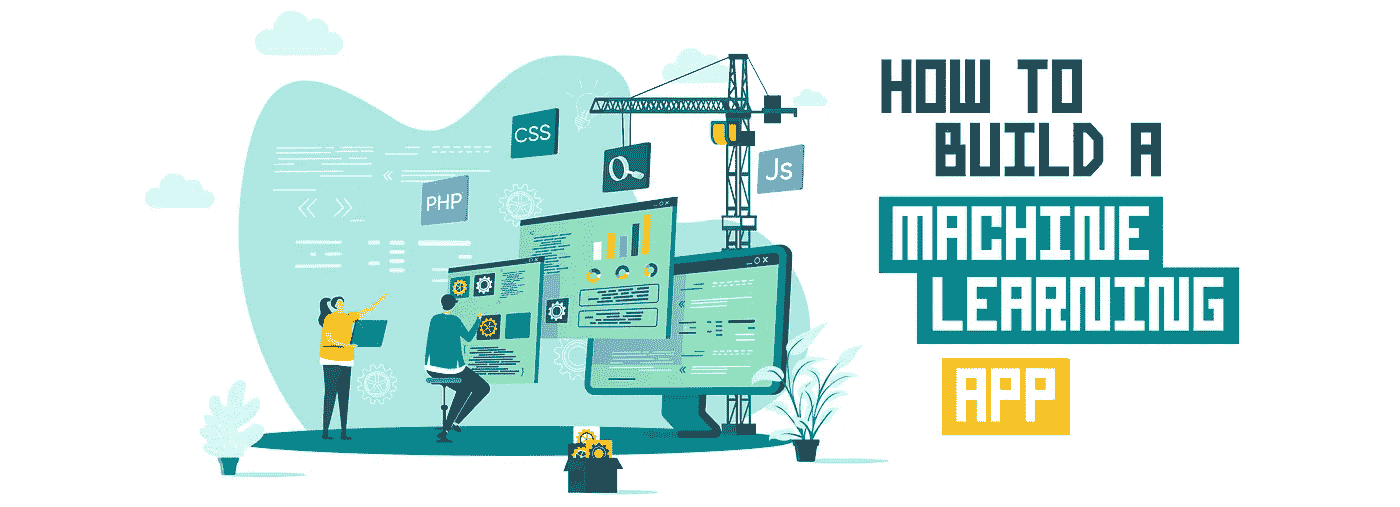 CSS
Js
PHP
HOW TO
BUILD A
MACHINE
LEARNING
APP